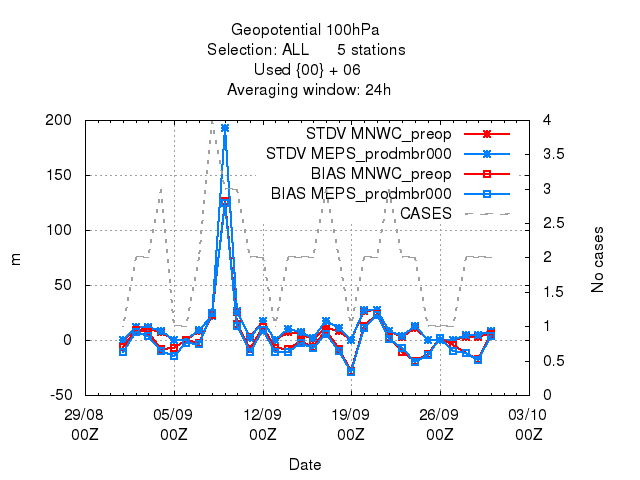 Geopotential 100hPa
Selection: ALL 5 stations
Used {00} + 06
Averaging window: 24h
200
150
100
50
0
-50
m
STDV MNWC_preop
STDV MEPS_prodmbr000
BIAS MNWC_preop
BIAS MEPS_prodmbr000
CASES
4
3.5
3
2.5
2
1.5
1
0.5
0
No cases
29/08 05/09 12/09 19/09 26/09 03/10
00Z 00Z 00Z 00Z 00Z 00Z
Date